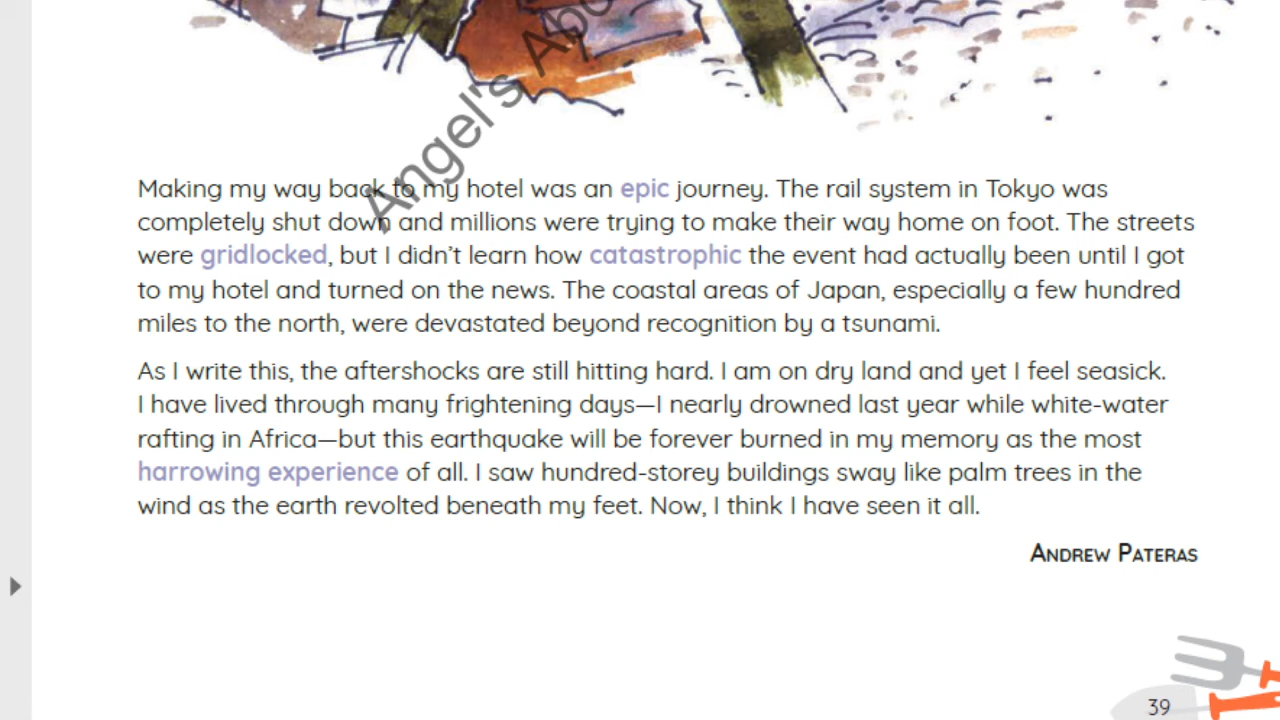 Angel's Abo
Making my way back to my hotel was an epic journey. The rail system in Tokyo was
completely shut down and millions were trying to make their way home on foot. The streets
were gridlocked, but I didn't learn how catastrophic the event had actually been until I got
to my hotel and turned on the news. The coastal areas of Japan, especially a few hundred
miles to the north, were devastated beyond recognition by a tsunami.
As I write this, the aftershocks are still hitting hard. I am on dry land and yet I feel seasick.
I have lived through many frightening days—I nearly drowned last year while white-water
rafting in Africa—but this earthquake will be forever burned in my memory as the most
harrowing experience of all. I saw hundred-storey buildings sway like palm trees in the
wind as the earth revolted beneath my feet. Now, I think I have seen it all.
ANDREW PATERAS
39